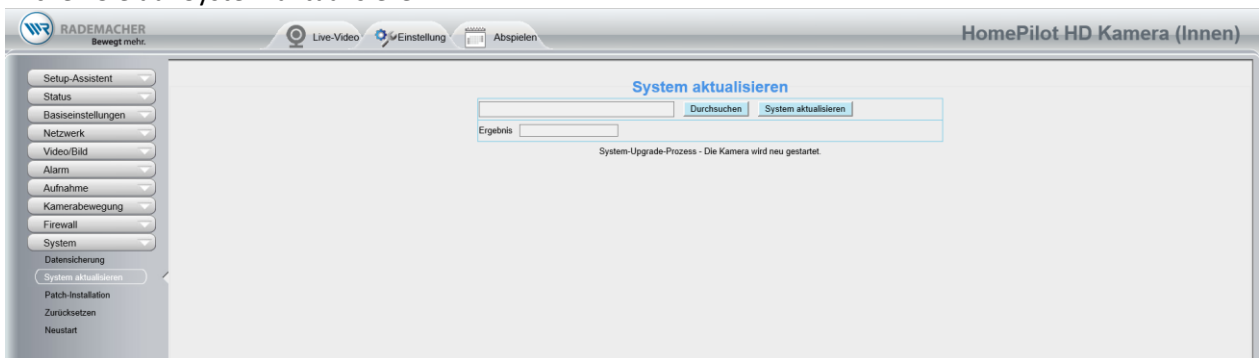 RADEMACHER
Bewegt mehr.
Live-Video
Einstellung
Abspielen
HomePilot HD Kamera (Innen)
Setup-Assistent
Status
Basiseinstellungen
Netzwerk
Video/Bild
Alarm
Aufnahme
Kamerabewegung
Firewall
System
Datensicherung
System aktualisieren
Patch-Installation
Zurücksetzen
Neustart
System aktualisieren
Durchsuchen
System aktualisieren
Ergebnis
System-Upgrade-Prozess - Die Kamera wird neu gestartet.